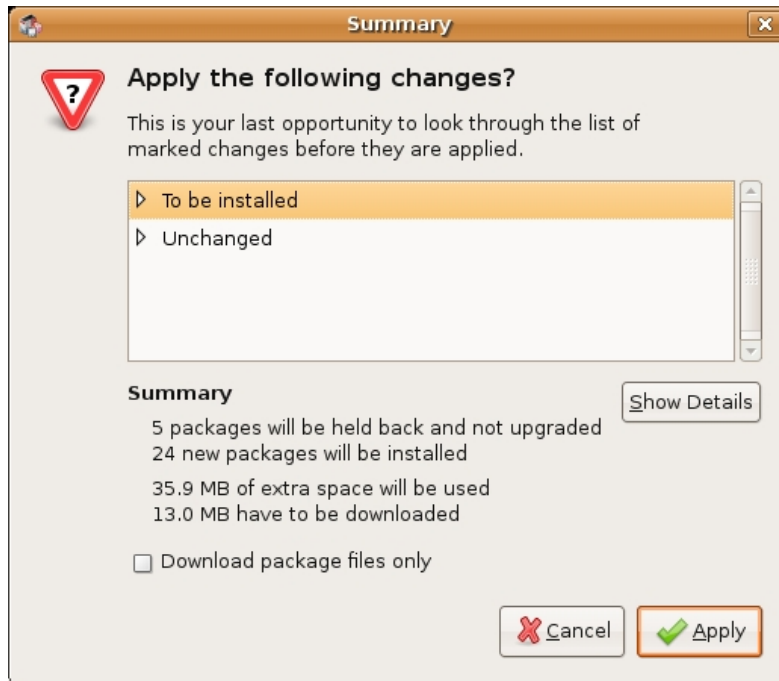 Summary
?
Apply the following changes?
This is your last opportunity to look through the list of
marked changes before they are applied.
To be installed
Unchanged
Summary
Show Details
5 packages will be held back and not upgraded
24 new packages will be installed
35.9 MB of extra space will be used
13.0 MB have to be downloaded
Download package files only
Cancel
Apply